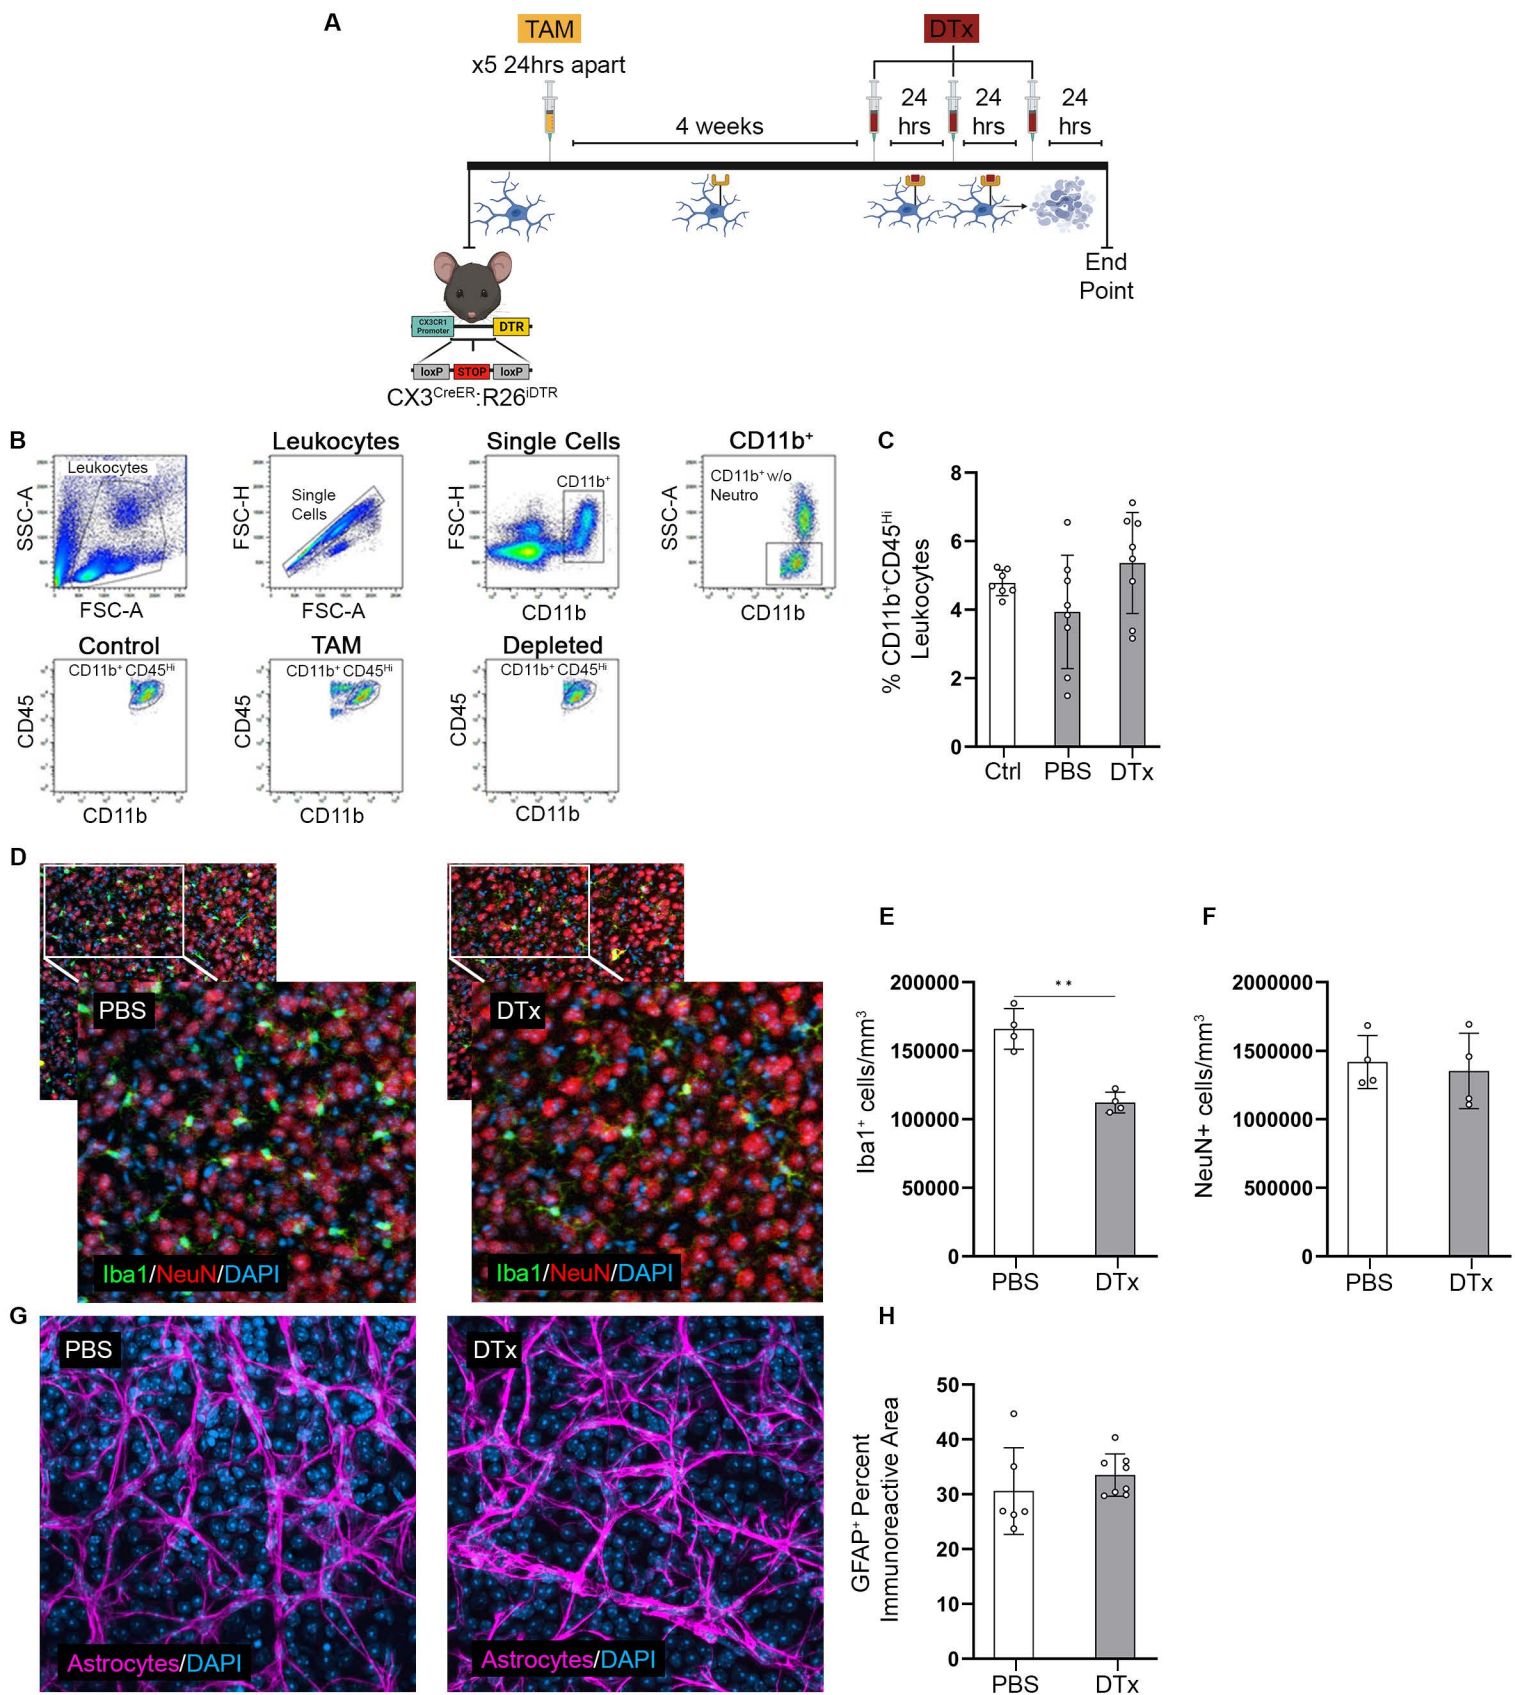 A
TAM
x5 24hrs apart
DTx
4 weeks
24
hrs
24
hrs
24
hrs
End
Point
CX3CR1
Promoter
DTR
loxP
STOP
loxP
CX3CreER:R26iDTR
B
Leukocytes
SSC-A
FSC-A
Leukocytes
Single
Cells
FSC-H
FSC-A
Single Cells
CD11b+
FSC-H
CD11b
CD11b+
CD11b+ w/o
Neutro
SSC-A
CD11b
Control
CD11b+ CD45Hi
CD45
CD11b
TAM
CD11b+ CD45Hi
CD45
CD11b
Depleted
CD11b+ CD45Hi
CD45
CD11b
C
% CD11b+CD45Hi
Leukocytes
8
6
4
2
0
Ctrl
PBS
DTx
D
PBS
Iba1/NeuN/DAPI
DTx
Iba1/NeuN/DAPI
E
Iba1+ cells/mm3
200000
150000
100000
50000
0
**
PBS
DTx
F
NeuN+ cells/mm3
2000000
1500000
1000000
500000
0
PBS
DTx
G
PBS
Astrocytes/DAPI
DTx
Astrocytes/DAPI
H
GFAP+ Percent
Immunoreactive Area
50
40
30
20
10
0
PBS
DTx